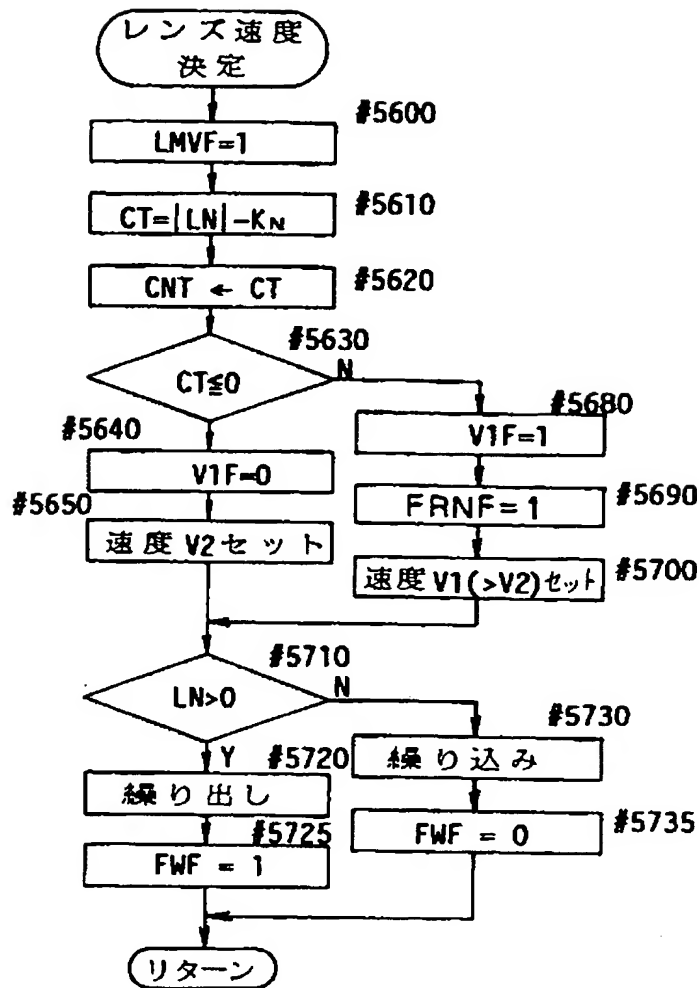 レンズ速度
決定
#5600
LMVF=1
#5610
CT=|LN|-KN
#5620
CNT ← CT
#5630
CT≦0
N
#5640
V1F=0
#5680
V1F=1
#5650
速度V2セット
#5690
FRNF=1
#5700
速度V1(>V2)セット
#5710
LN>0
N
Y
#5720
繰り出し
#5730
繰り込み
#5725
FWF = 1
#5735
FWF = 0
リターン